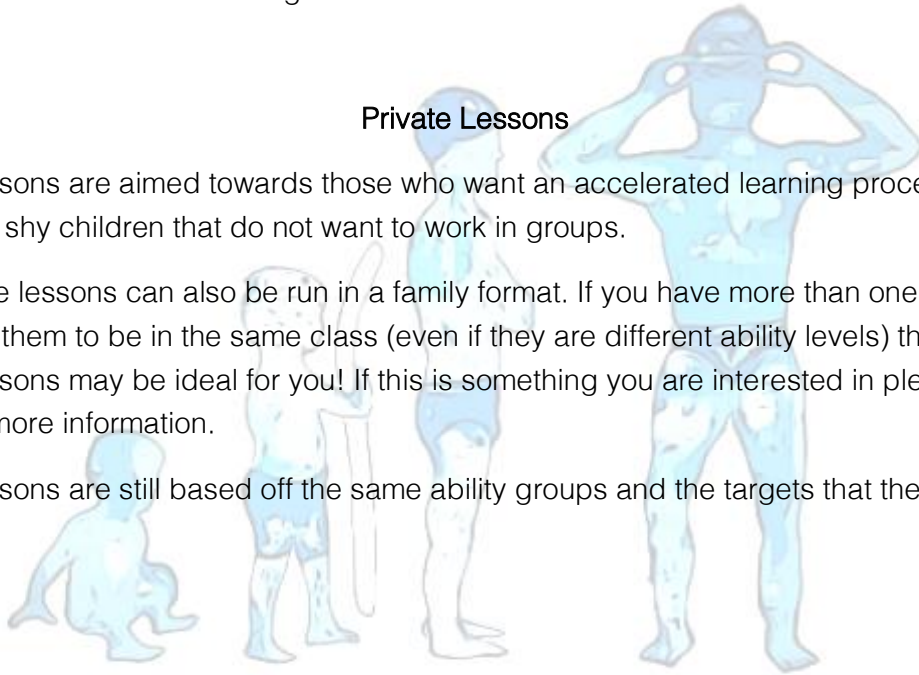 Private Lessons
sons are aimed towards those who want an accelerated learning proce
shy children that do not want to work in groups.
e lessons can also be run in a family format. If you have more than one
them to be in the same class (even if they are different ability levels) th
sons may be ideal for you! If this is something you are interested in ple
more information.
sons are still based off the same ability groups and the targets that the